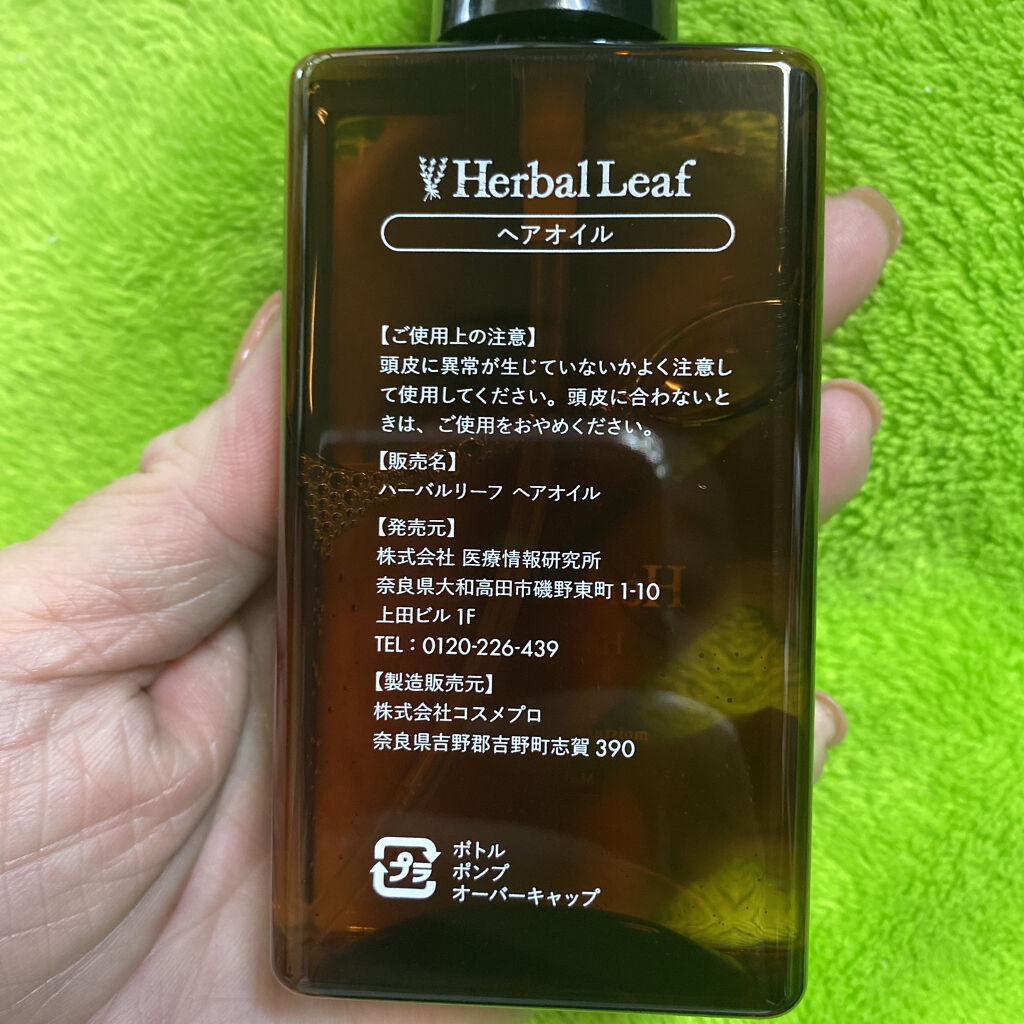 Herbal Leaf
ヘアオイル
【ご使用上の注意】
頭皮に異常が生じていないかよく注意し
て使用してください。頭皮に合わないと
きは、ご使用をおやめください。
【販売名】
ハーバルリーフ ヘアオイル
【発売元】
株式会社 医療情報研究所
奈良県大和高田市磯野東町 1-10
上田ビル 1F
TEL：0120-226-439
【製造販売元】
株式会社コスメプロ
奈良県吉野郡吉野町志賀 390
プラ
ボトル
ポンプ
オーバーキャップ